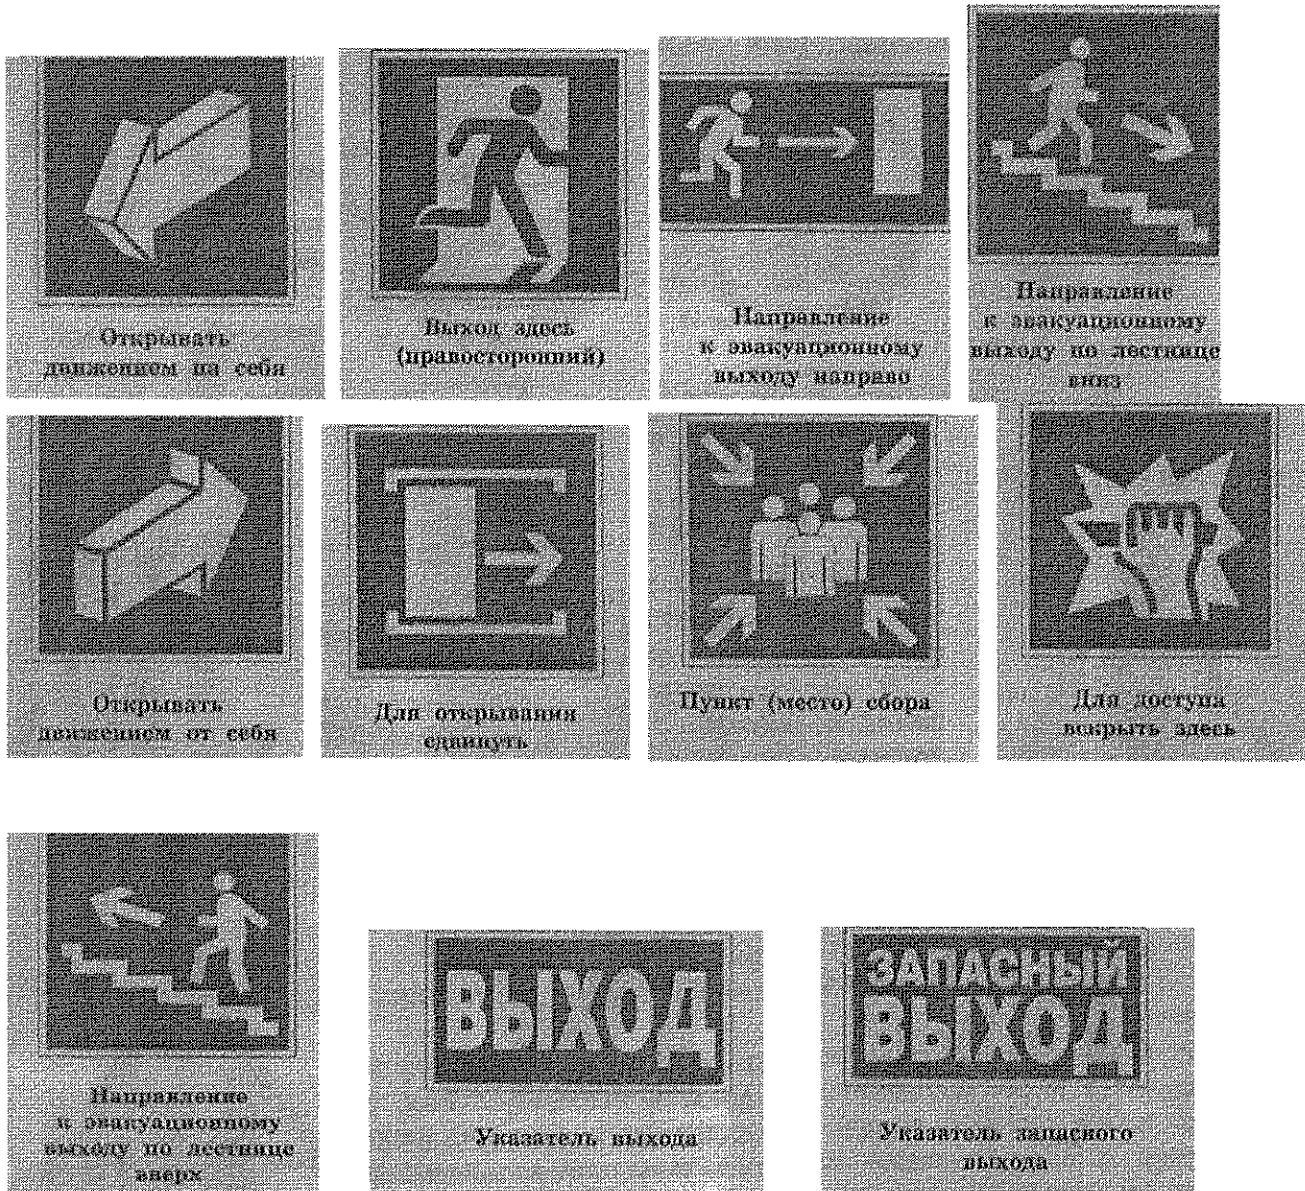 Открывать
движением на себя
Выход здесь
(правосторонний)
Направление
к эвакуационному
выходу направо
Направление
к эвакуационному
выходу по лестнице
вниз
Открывать
движением от себя
Для открывания
сдвинуть
Пункт (место) сбора
Для доступа
вскрыть здесь
Направление
к эвакуационному
выходу по лестнице
вверх
ВЫХОД
Указатель выхода
ЗАПАСНЫЙ
ВЫХОД
Указатель запасного
выхода